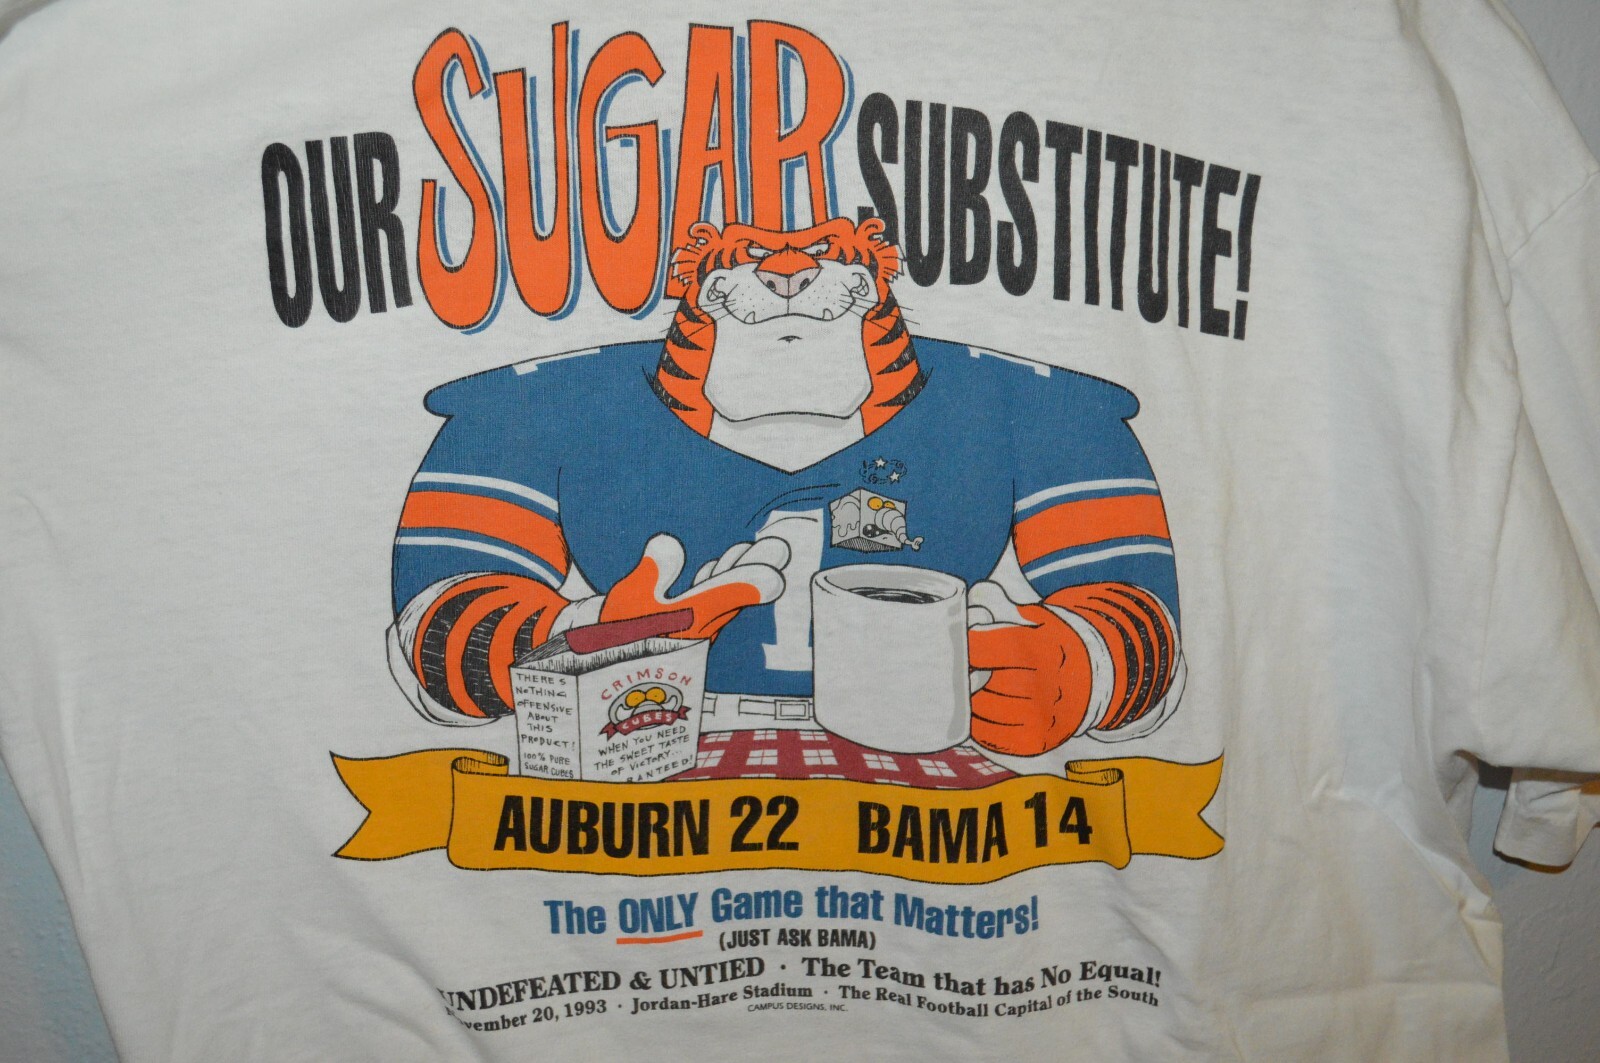 OUR SUGAR SUBSTITUTE!
1
THERE'S
NOTHING
OFFENSIVE
ABOUT
THIS
PRODUCT!
100% PURE
SUGAR CUBES
CRIMSON
CUBES
WHEN YOU NEED
THE SWEET TASTE
OF VICTORY...
AUBURN 22 BAMA 14
The ONLY Game that Matters!
(JUST ASK BAMA)
UNDEFEATED & UNTIED · The Team that has No Equal!
vember 20, 1993 · Jordan-Hare Stadium · The Real Football Capital of the South
CAMPUS DESIGNS, INC.